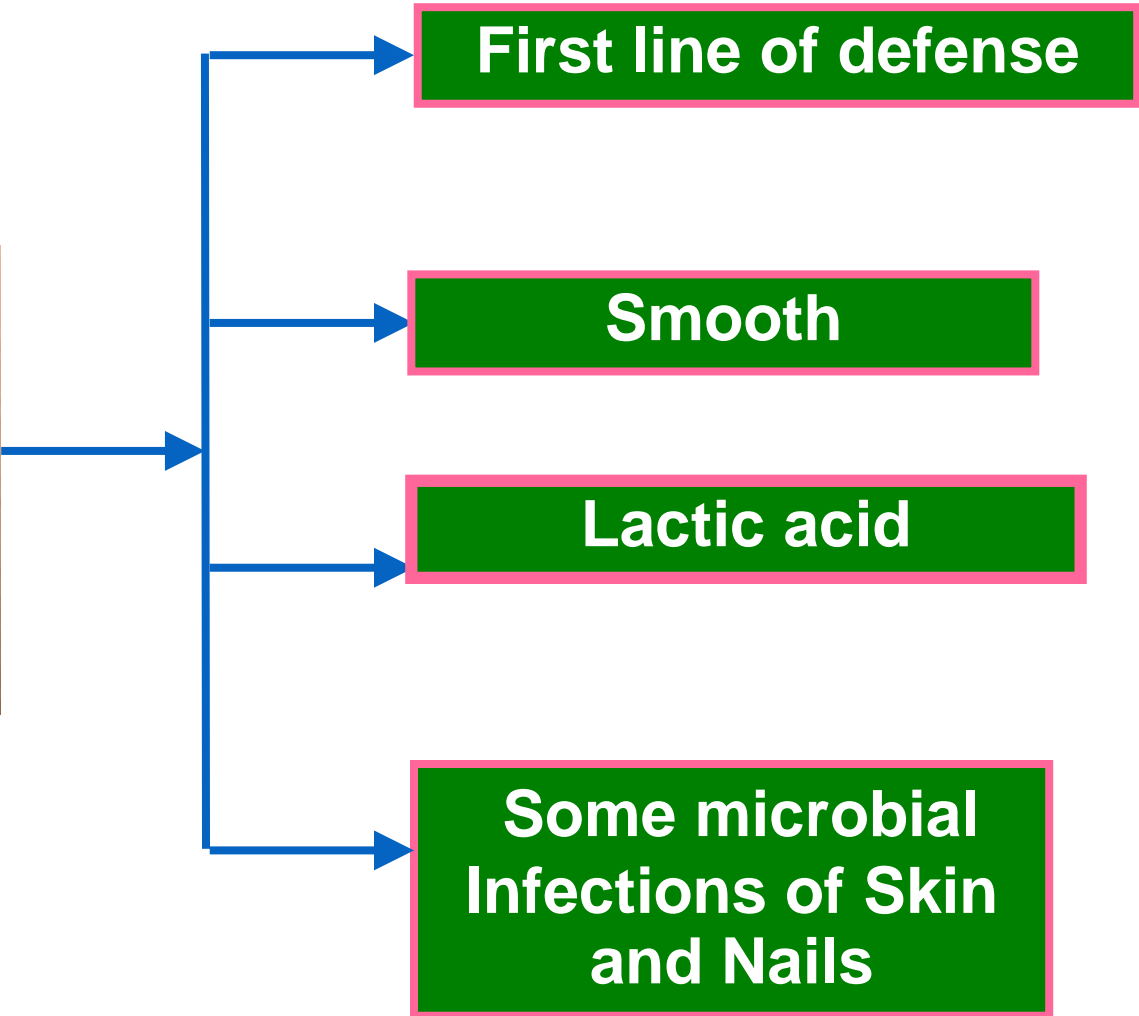 First line of defense
Smooth
Lactic acid
Some microbial
Infections of Skin
and Nails